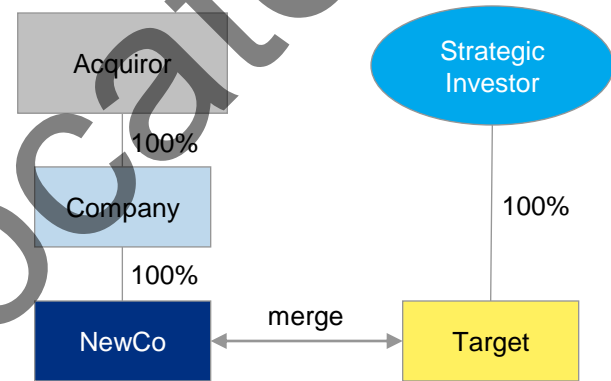 Acquiror
Strategic
Investor
100%
Company
100%
100%
NewCo
merge
Target